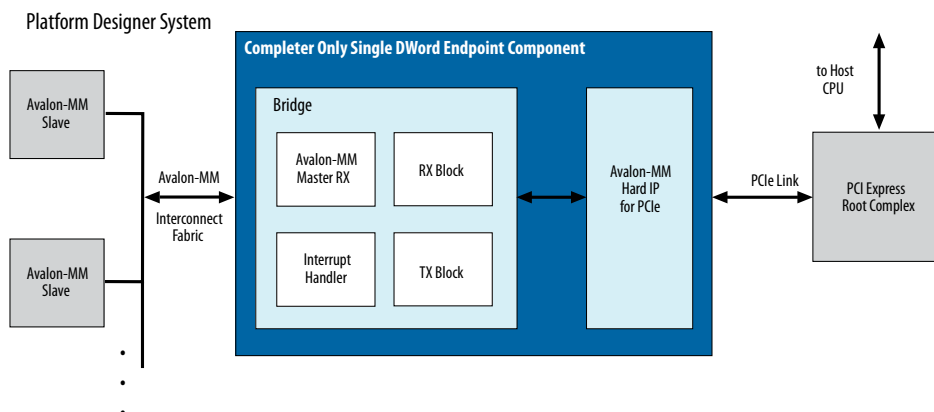 Platform Designer System
Completer Only Single DWord Endpoint Component
to Host
CPU
Avalon-MM
Slave
Bridge
Avalon-MM
Master RX
RX Block
Avalon-MM
Hard IP
for PCIe
Avalon-MM
Interconnect
Fabric
PCIe Link
PCI Express
Root Complex
Interrupt
Handler
TX Block
Avalon-MM
Slave